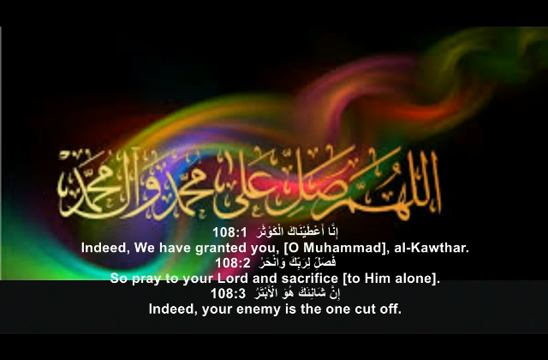 اللهم صل على محمد وآل محمد
108:1 إِنَّا أَعْطَيْنَاكَ الْكَوْثَرَ
Indeed, We have granted you, [O Muhammad], al-Kawthar.
108:2 فَصَلِّ لِرَبِّكَ وَانْحَرْ
So pray to your Lord and sacrifice [to Him alone].
108:3 إِنَّ شَانِئَكَ هُوَ الْأَبْتَرُ
Indeed, your enemy is the one cut off.